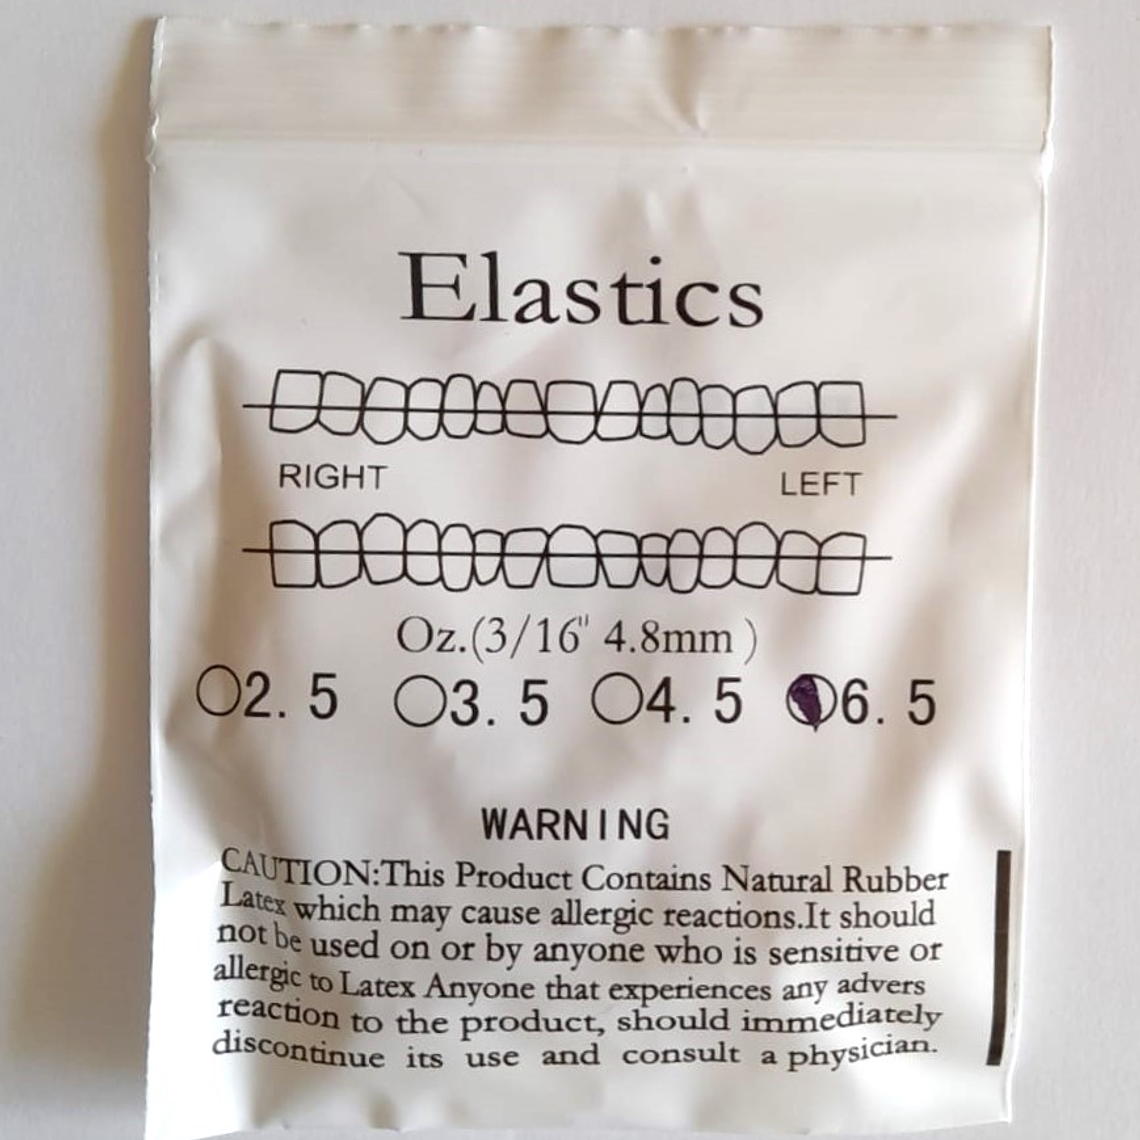 Elastics
RIGHT LEFT
Oz.(3/16" 4.8mm )
2. 5 3. 5 4. 5 6. 5
WARNING
CAUTION:This Product Contains Natural Rubber
Latex which may cause allergic reactions.It should
not be used on or by anyone who is sensitive or
allergic to Latex Anyone that experiences any advers
reaction to the product, should immediately
discontinue its use and consult a physician.